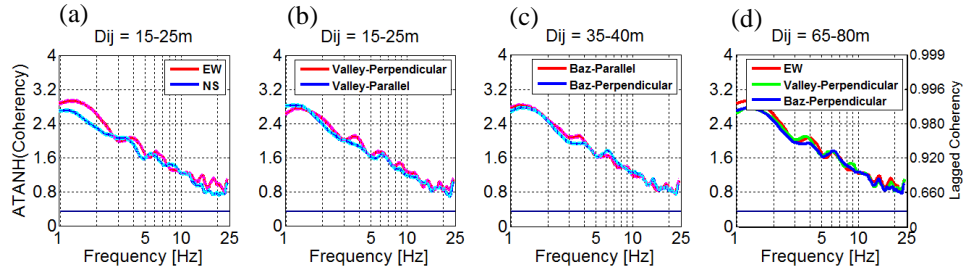 (a)
Dij = 15-25m
ATANH(Coherency)
4
3.2
2.4
1.6
0.8
0
EW
NS
1
5
10
25
Frequency [Hz]
(b)
Dij = 15-25m
4
3.2
2.4
1.6
0.8
0
Valley-Perpendicular
Valley-Parallel
1
5
10
25
Frequency [Hz]
(c)
Dij = 35-40m
4
3.2
2.4
1.6
0.8
0
Baz-Parallel
Baz-Perpendicular
1
5
10
25
Frequency [Hz]
(d)
Dij = 65-80m
4
3.2
2.4
1.6
0.8
0
EW
Valley-Perpendicular
Baz-Perpendicular
1
5
10
25
Frequency [Hz]
0.999
0.996
0.980
0.920
0.660
0
Lagged Coherency